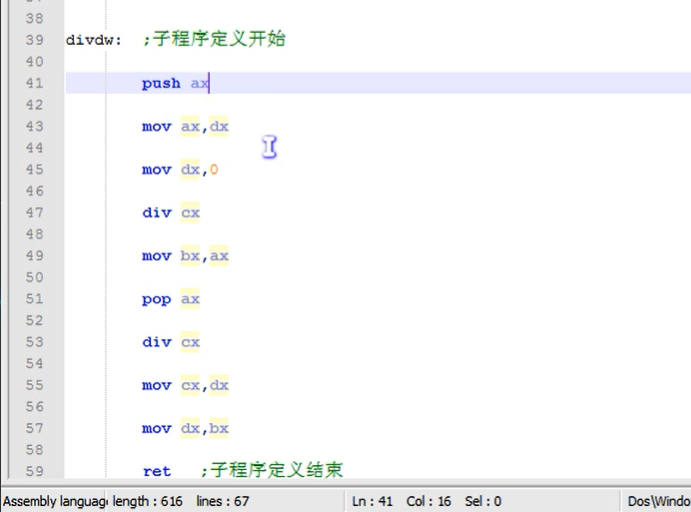 38
39 divdw: ;子程序定义开始
40
41 push ax
42
43 mov ax,dx
44
45 mov dx,0
46
47 div cx
48
49 mov bx,ax
50
51 pop ax
52
53 div cx
54
55 mov cx,dx
56
57 mov dx,bx
58
59 ret ;子程序定义结束
Assembly languag length : 616 lines : 67 Ln : 41 Col : 16 Sel : 0 Dos\Windo